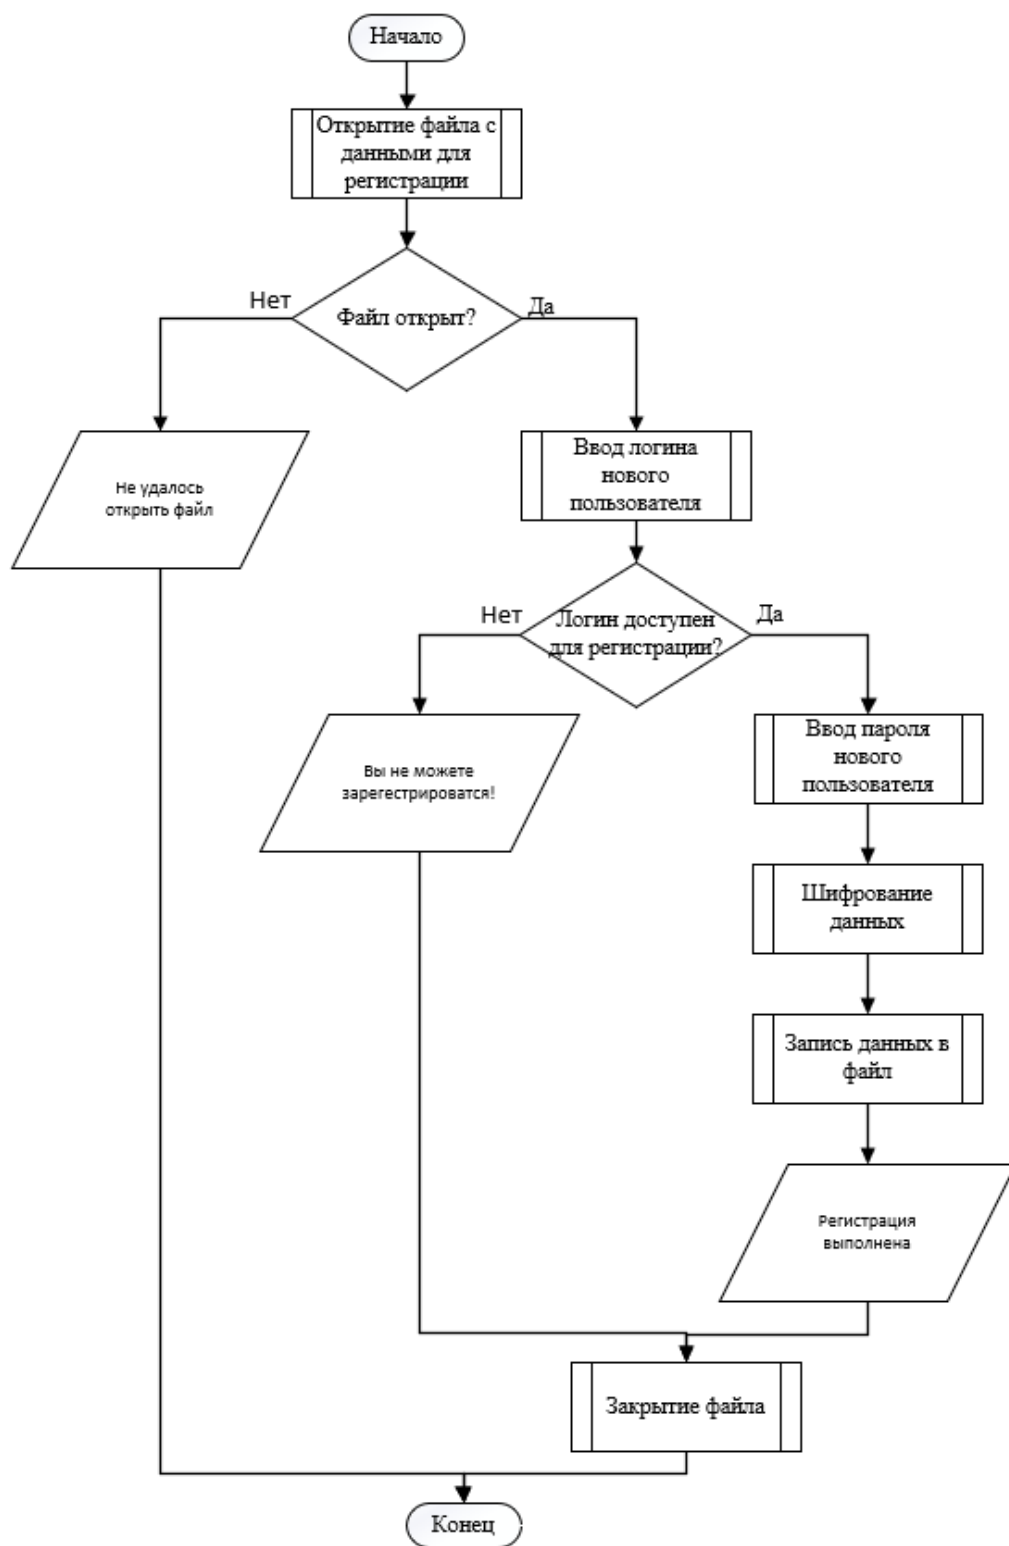 Начало
Открытие файла с
данными для
регистрации
Нет
Да
Файл открыт?
Не удалось
открыть файл
Ввод логина
нового
пользователя
Нет
Да
Логин доступен
для регистрации?
Вы не можете
зарегестрироватся!
Ввод пароля
нового
пользователя
Шифрование
данных
Запись данных в
файл
Регистрация
выполнена
Закрытие файла
Конец